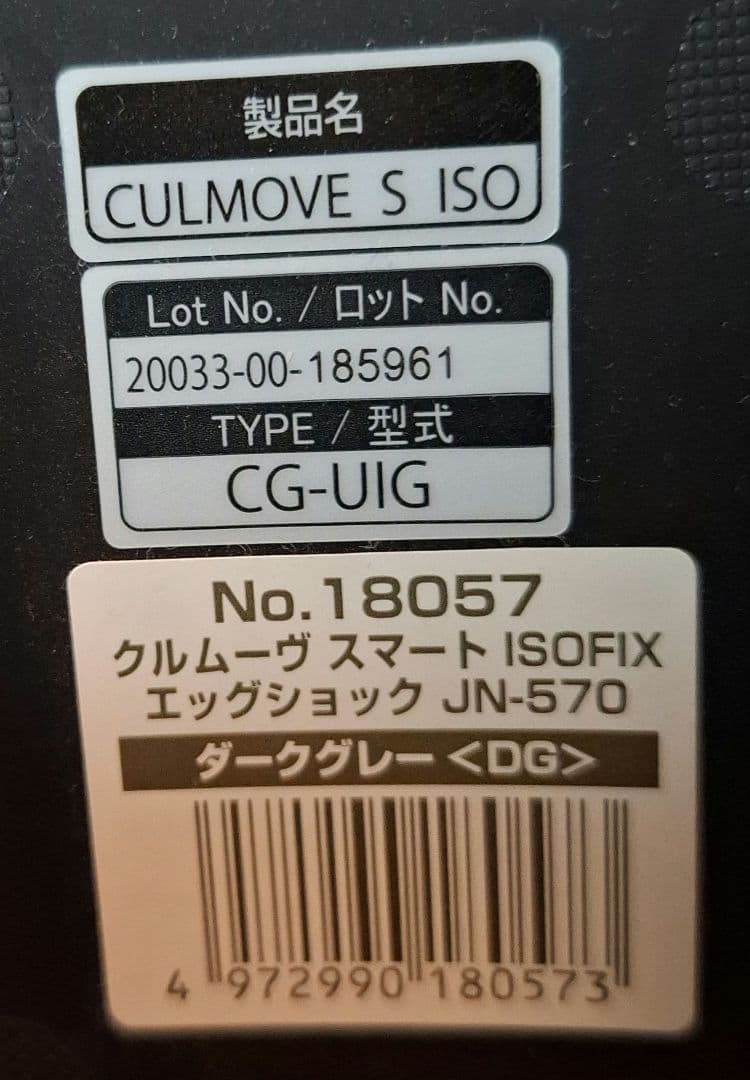 製品名
CULMOVE S ISO
Lot No. / ロット No.
20033-00-185961
TYPE / 型式
CG-UIG
No.18057
クルムーヴ スマート ISOFIX
エッグショック JN-570
ダークグレー<DG>
4 972990 180573